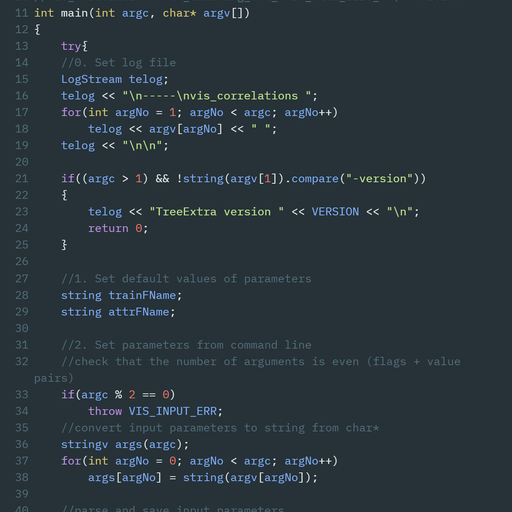 11 int main(int argc, char* argv[])
12 {
13     try{
14     //0. Set log file
15     LogStream telog;
16     telog << "\n-----\nvis_correlations ";
17     for(int argNo = 1; argNo < argc; argNo++)
18         telog << argv[argNo] << " ";
19     telog << "\n\n";
20
21     if((argc > 1) && !string(argv[1]).compare("-version"))
22     {
23         telog << "TreeExtra version " << VERSION << "\n";
24         return 0;
25     }
26
27     //1. Set default values of parameters
28     string trainFName;
29     string attrFName;
30
31     //2. Set parameters from command line
32     //check that the number of arguments is even (flags + value
pairs)
33     if(argc % 2 == 0)
34         throw VIS_INPUT_ERR;
35     //convert input parameters to string from char*
36     stringv args(argc);
37     for(int argNo = 0; argNo < argc; argNo++)
38         args[argNo] = string(argv[argNo]);
39
40     //parse and save input parameters